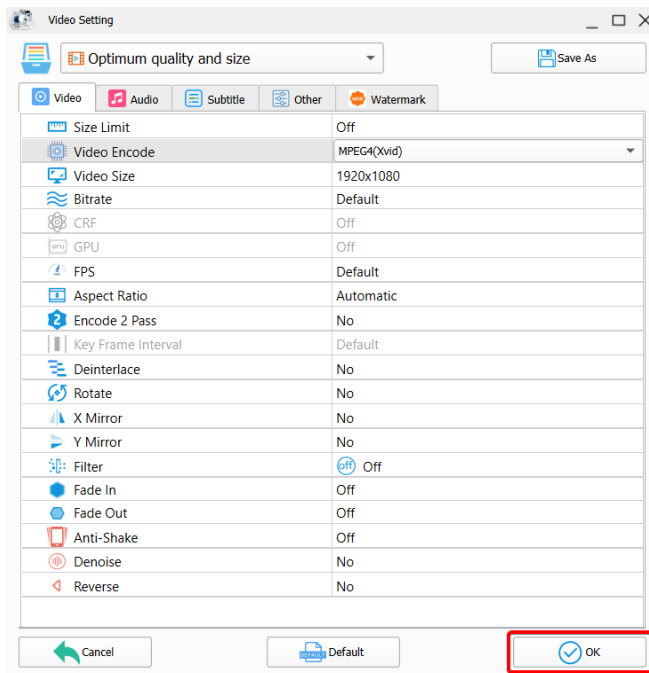 Video Setting
Optimum quality and size
Save As
Video Audio Subtitle Other Watermark
Size Limit Off
Video Encode MPEG4(Xvid)
Video Size 1920x1080
Bitrate Default
CRF Off
GPU Off
FPS Default
Aspect Ratio Automatic
2 Encode 2 Pass No
Key Frame Interval Default
Deinterlace No
Rotate No
X Mirror No
Y Mirror No
Filter off Off
Fade In Off
Fade Out Off
Anti-Shake Off
Denoise No
Reverse No
Cancel DEFAULT Default OK